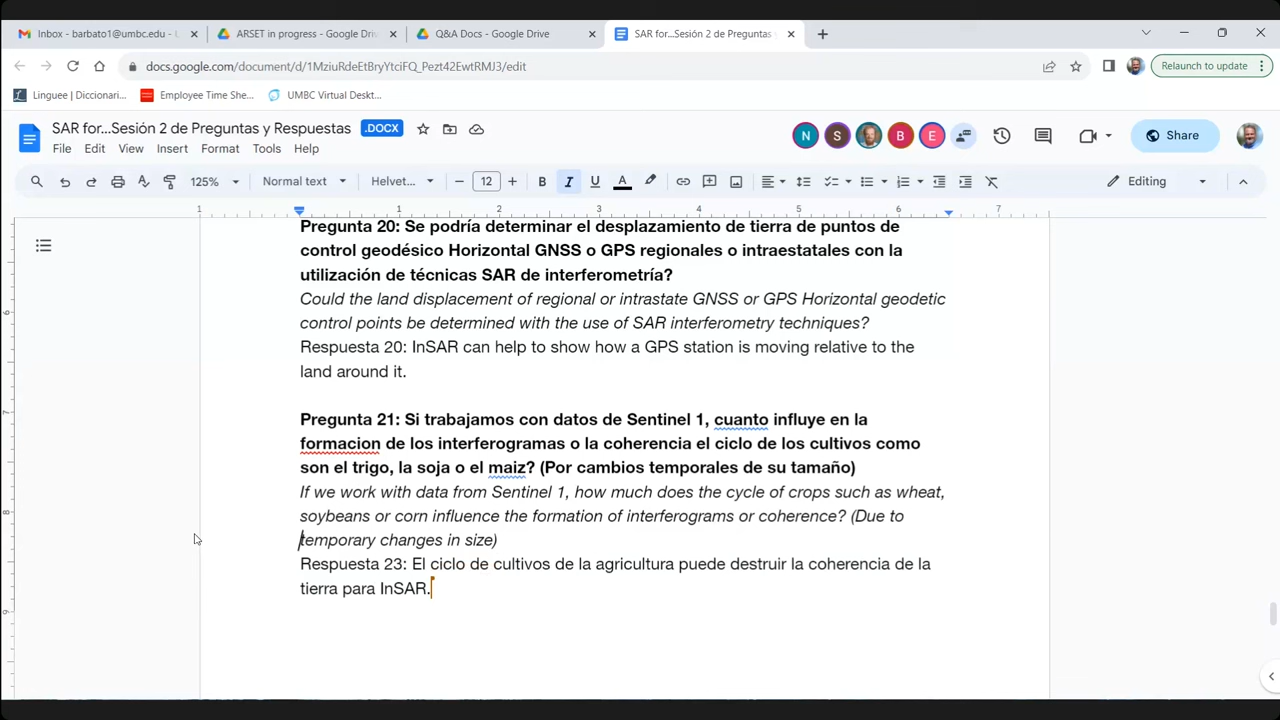 Inbox - barbato1@umbc.edu -
ARSET in progress - Google Driv
Q&A Docs - Google Drive
SAR for...Sesión 2 de Preguntas
docs.google.com/document/d/1MziuRdeEtBryYtciFQ_Pezt42EwtRMJ3/edit
Relaunch to update
Linguee | Diccionari...
Employee Time She...
UMBC Virtual Deskt...
SAR for...Sesión 2 de Preguntas y Respuestas
.DOCX
File Edit View Insert Format Tools Help
N S B E
Share
125% Normal text Helvet... 12 B I U A Editing
1 1 2 3 4 5 6 7
Pregunta 20: Se podría determinar el desplazamiento de tierra de puntos de
control geodésico Horizontal GNSS o GPS regionales o intraestatales con la
utilización de técnicas SAR de interferometría?
Could the land displacement of regional or intrastate GNSS or GPS Horizontal geodetic
control points be determined with the use of SAR interferometry techniques?
Respuesta 20: InSAR can help to show how a GPS station is moving relative to the
land around it.
Pregunta 21: Si trabajamos con datos de Sentinel 1, cuanto influye en la
formacion de los interferogramas o la coherencia el ciclo de los cultivos como
son el trigo, la soja o el maiz? (Por cambios temporales de su tamaño)
If we work with data from Sentinel 1, how much does the cycle of crops such as wheat,
soybeans or corn influence the formation of interferograms or coherence? (Due to
temporary changes in size)
Respuesta 23: El ciclo de cultivos de la agricultura puede destruir la coherencia de la
tierra para InSAR.